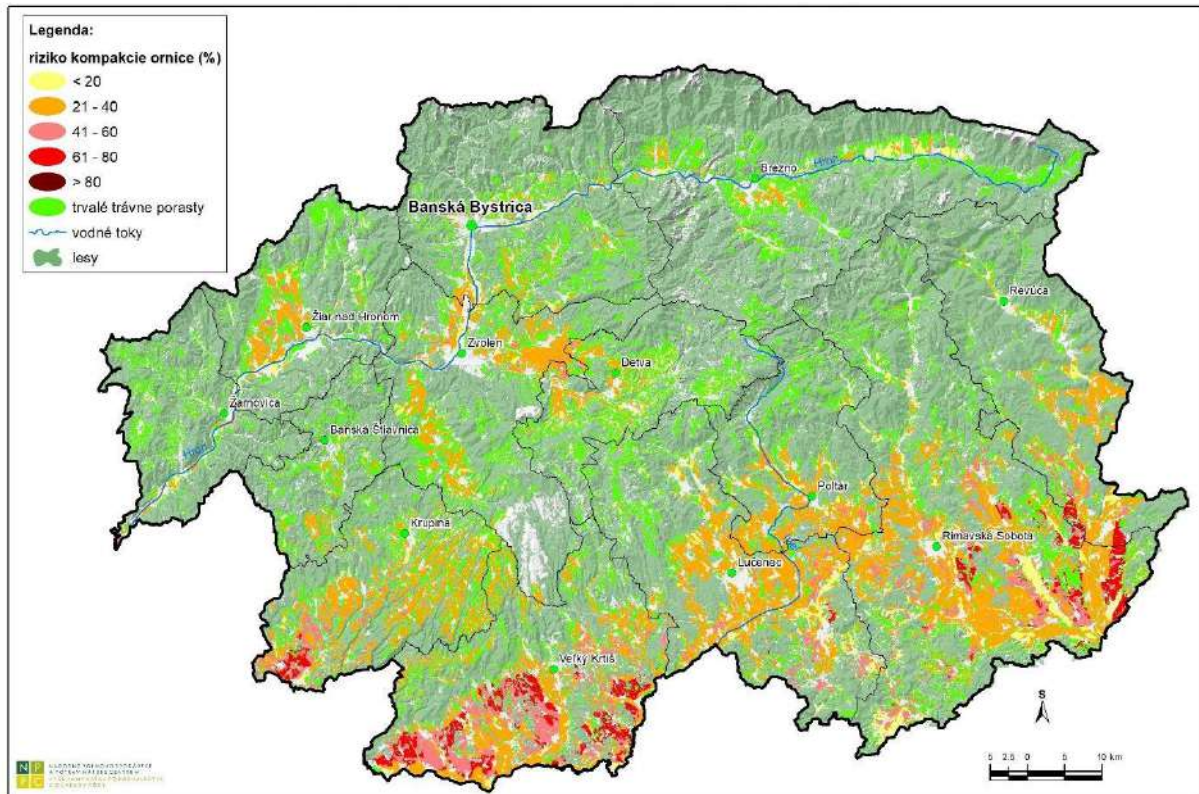 Legenda:
riziko kompakcie ornice (%)
< 20
21 - 40
41 - 60
61 - 80
> 80
trvalé trávne porasty
vodné toky
lesy
Brezno
Hron
Banská Bystrica
Revúca
Žiar nad Hronom
Zvolen
Detva
Žarnovica
Banská Štiavnica
Hron
Poltár
Krupina
Rimavská Sobota
Lučenec
Veľký Krtíš
S
5 2.5 0 5 10 km
N P
P C